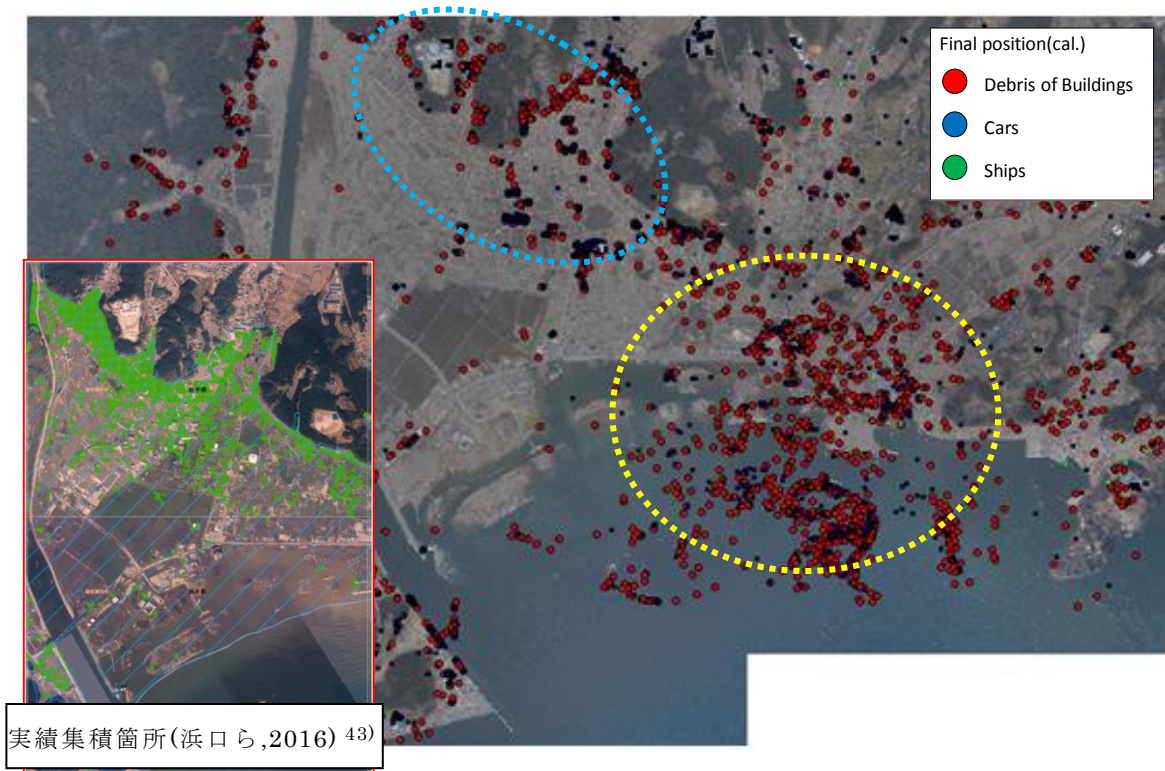 Final position(cal.)
Debris of Buildings
Cars
Ships
実績集積箇所(浜口ら,2016) 43)